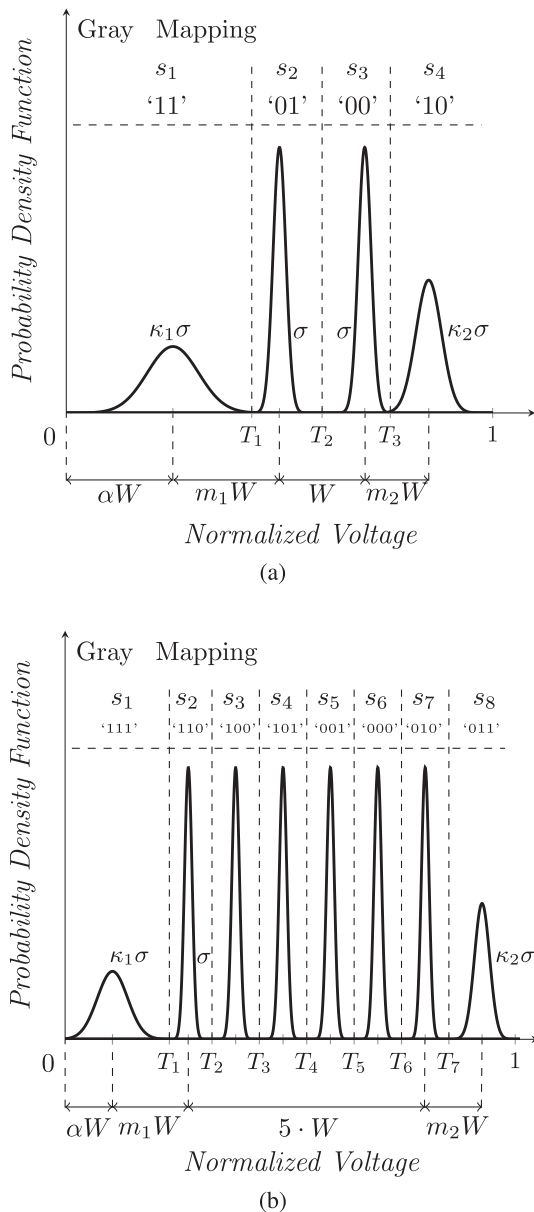 Gray Mapping
s₁ s₂ s₃ s₄
‘11’ ‘01’ ‘00’ ‘10’
Probability Density Function
κ₁σ σ σ κ₂σ
0 T₁ T₂ T₃ 1
αW m₁W W m₂W
Normalized Voltage
(a)
Gray Mapping
s₁ s₂ s₃ s₄ s₅ s₆ s₇ s₈
‘111’ ‘110’ ‘100’ ‘101’ ‘001’ ‘000’ ‘010’ ‘011’
Probability Density Function
κ₁σ σ κ₂σ
0 T₁ T₂ T₃ T₄ T₅ T₆ T₇ 1
αW m₁W 5 · W m₂W
Normalized Voltage
(b)